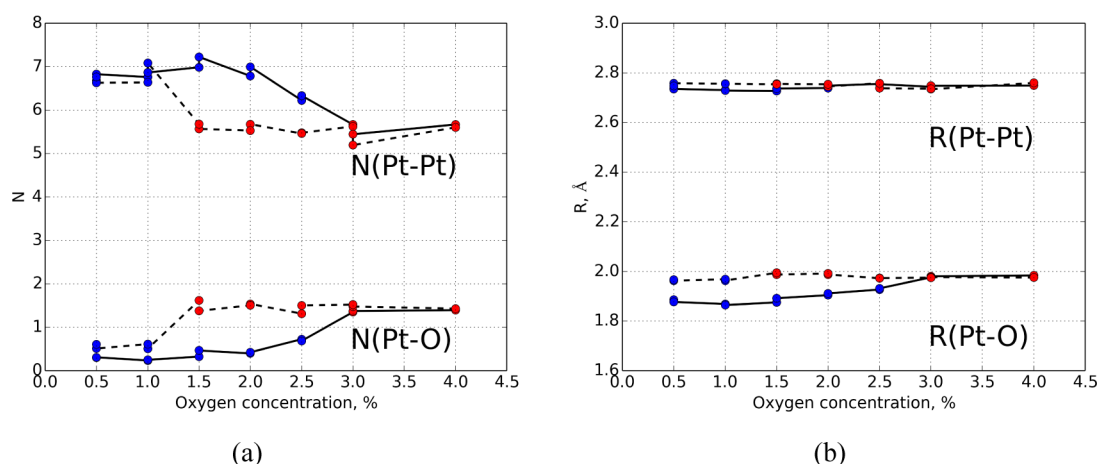 8
7
6
5
4
3
2
1
0
N
0.0 0.5 1.0 1.5 2.0 2.5 3.0 3.5 4.0 4.5
Oxygen concentration, %
N(Pt-Pt)
N(Pt-O)
(a)
3.0
2.8
2.6
2.4
2.2
2.0
1.8
1.6
R, Å
0.0 0.5 1.0 1.5 2.0 2.5 3.0 3.5 4.0 4.5
Oxygen concentration, %
R(Pt-Pt)
R(Pt-O)
(b)